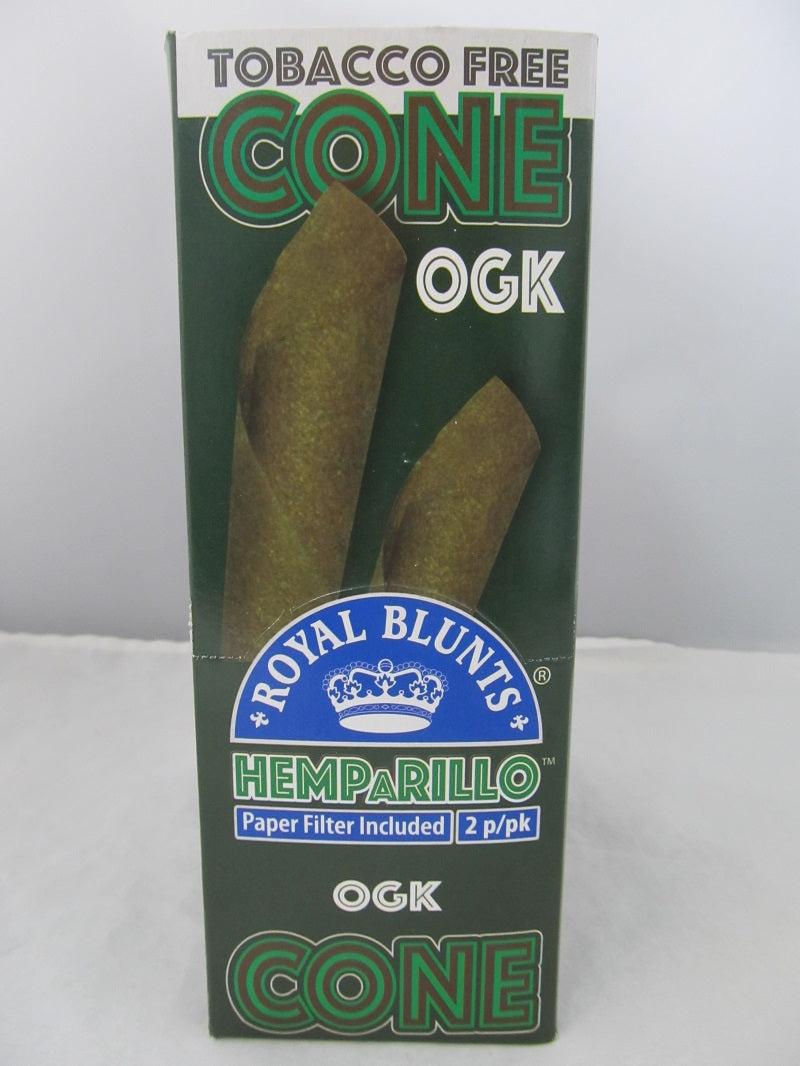 TOBACCO FREE
CONE
OGK
ROYAL BLUNTS
®
HEMPARILLO™
Paper Filter Included 2 p/pk
OGK
CONE